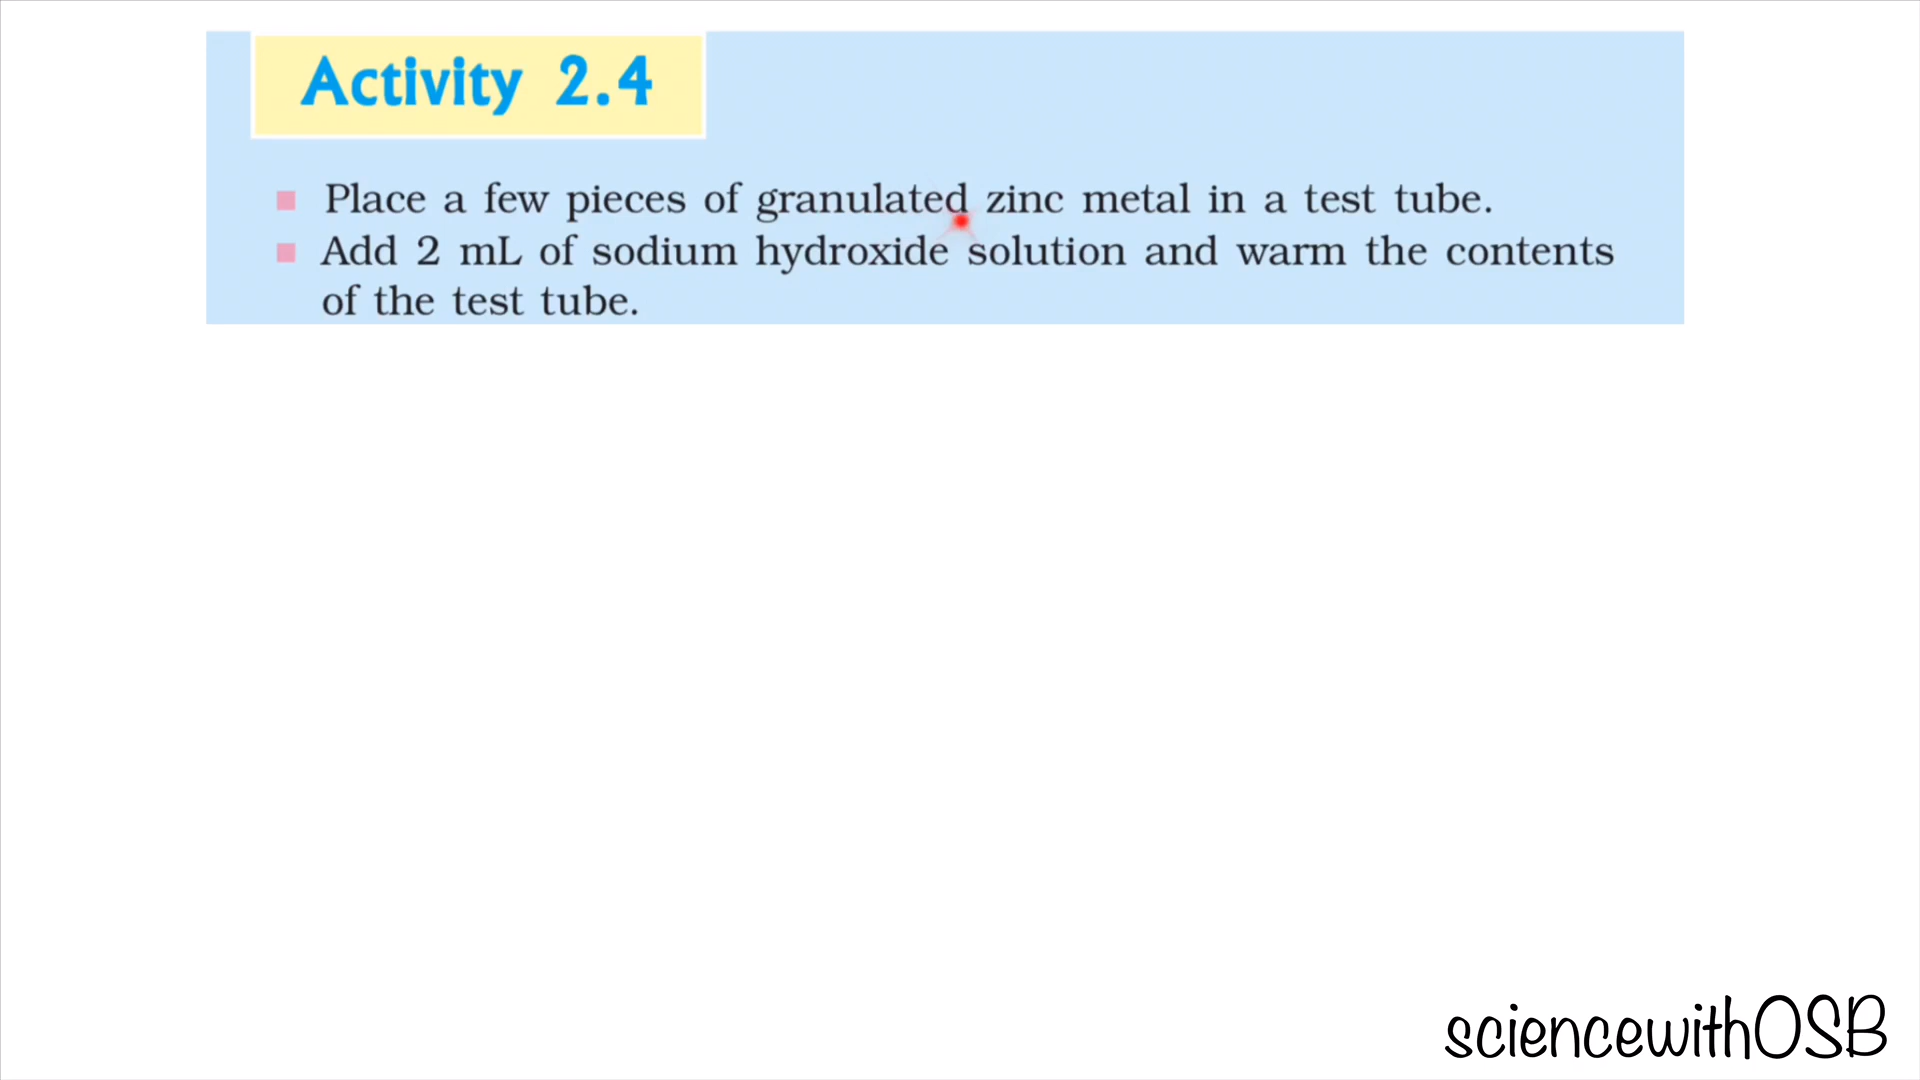 Activity 2.4
Place a few pieces of granulated zinc metal in a test tube.
Add 2 mL of sodium hydroxide solution and warm the contents
of the test tube.
sciencewithOSB